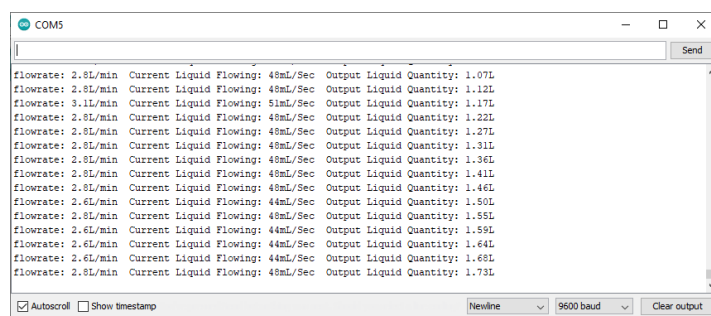 COM5
Send
flowrate: 2.8L/min Current Liquid Flowing: 48mL/Sec Output Liquid Quantity: 1.07L
flowrate: 2.8L/min Current Liquid Flowing: 48mL/Sec Output Liquid Quantity: 1.12L
flowrate: 3.1L/min Current Liquid Flowing: 51mL/Sec Output Liquid Quantity: 1.17L
flowrate: 2.8L/min Current Liquid Flowing: 48mL/Sec Output Liquid Quantity: 1.22L
flowrate: 2.8L/min Current Liquid Flowing: 48mL/Sec Output Liquid Quantity: 1.27L
flowrate: 2.8L/min Current Liquid Flowing: 48mL/Sec Output Liquid Quantity: 1.31L
flowrate: 2.8L/min Current Liquid Flowing: 48mL/Sec Output Liquid Quantity: 1.36L
flowrate: 2.8L/min Current Liquid Flowing: 48mL/Sec Output Liquid Quantity: 1.41L
flowrate: 2.8L/min Current Liquid Flowing: 48mL/Sec Output Liquid Quantity: 1.46L
flowrate: 2.6L/min Current Liquid Flowing: 44mL/Sec Output Liquid Quantity: 1.50L
flowrate: 2.8L/min Current Liquid Flowing: 48mL/Sec Output Liquid Quantity: 1.55L
flowrate: 2.6L/min Current Liquid Flowing: 44mL/Sec Output Liquid Quantity: 1.59L
flowrate: 2.6L/min Current Liquid Flowing: 44mL/Sec Output Liquid Quantity: 1.64L
flowrate: 2.6L/min Current Liquid Flowing: 44mL/Sec Output Liquid Quantity: 1.68L
flowrate: 2.8L/min Current Liquid Flowing: 48mL/Sec Output Liquid Quantity: 1.73L
Autoscroll Show timestamp Newline 9600 baud Clear output